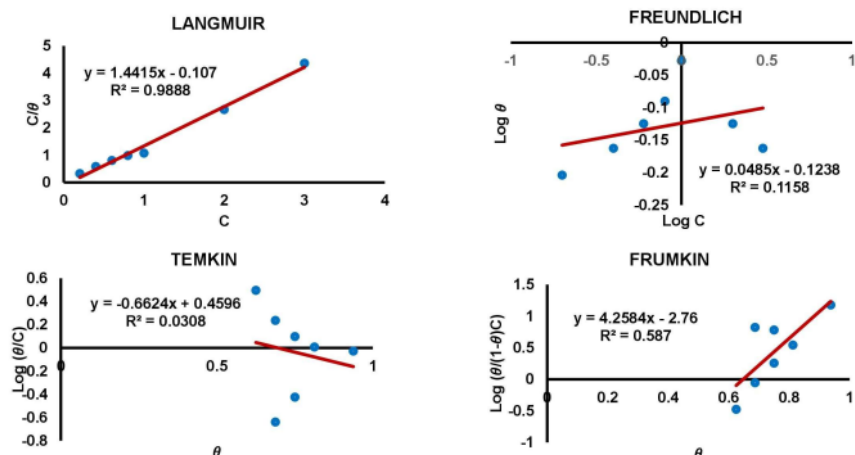 LANGMUIR
5
4
3
2
1
0
0
1
2
3
4
C/θ
C
y = 1.4415x - 0.107
R² = 0.9888
FREUNDLICH
-1
-0.5
0
0.5
1
-0.05
-0.1
-0.15
-0.2
-0.25
Log θ
Log C
y = 0.0485x - 0.1238
R² = 0.1158
TEMKIN
0.6
0.4
0.2
0
-0.2
-0.4
-0.6
-0.8
0
0.5
1
Log (θ/C)
θ
y = -0.6624x + 0.4596
R² = 0.0308
FRUMKIN
1.5
1
0.5
0
-0.5
-1
0
0.2
0.4
0.6
0.8
1
Log (θ/(1-θ)C)
θ
y = 4.2584x - 2.76
R² = 0.587